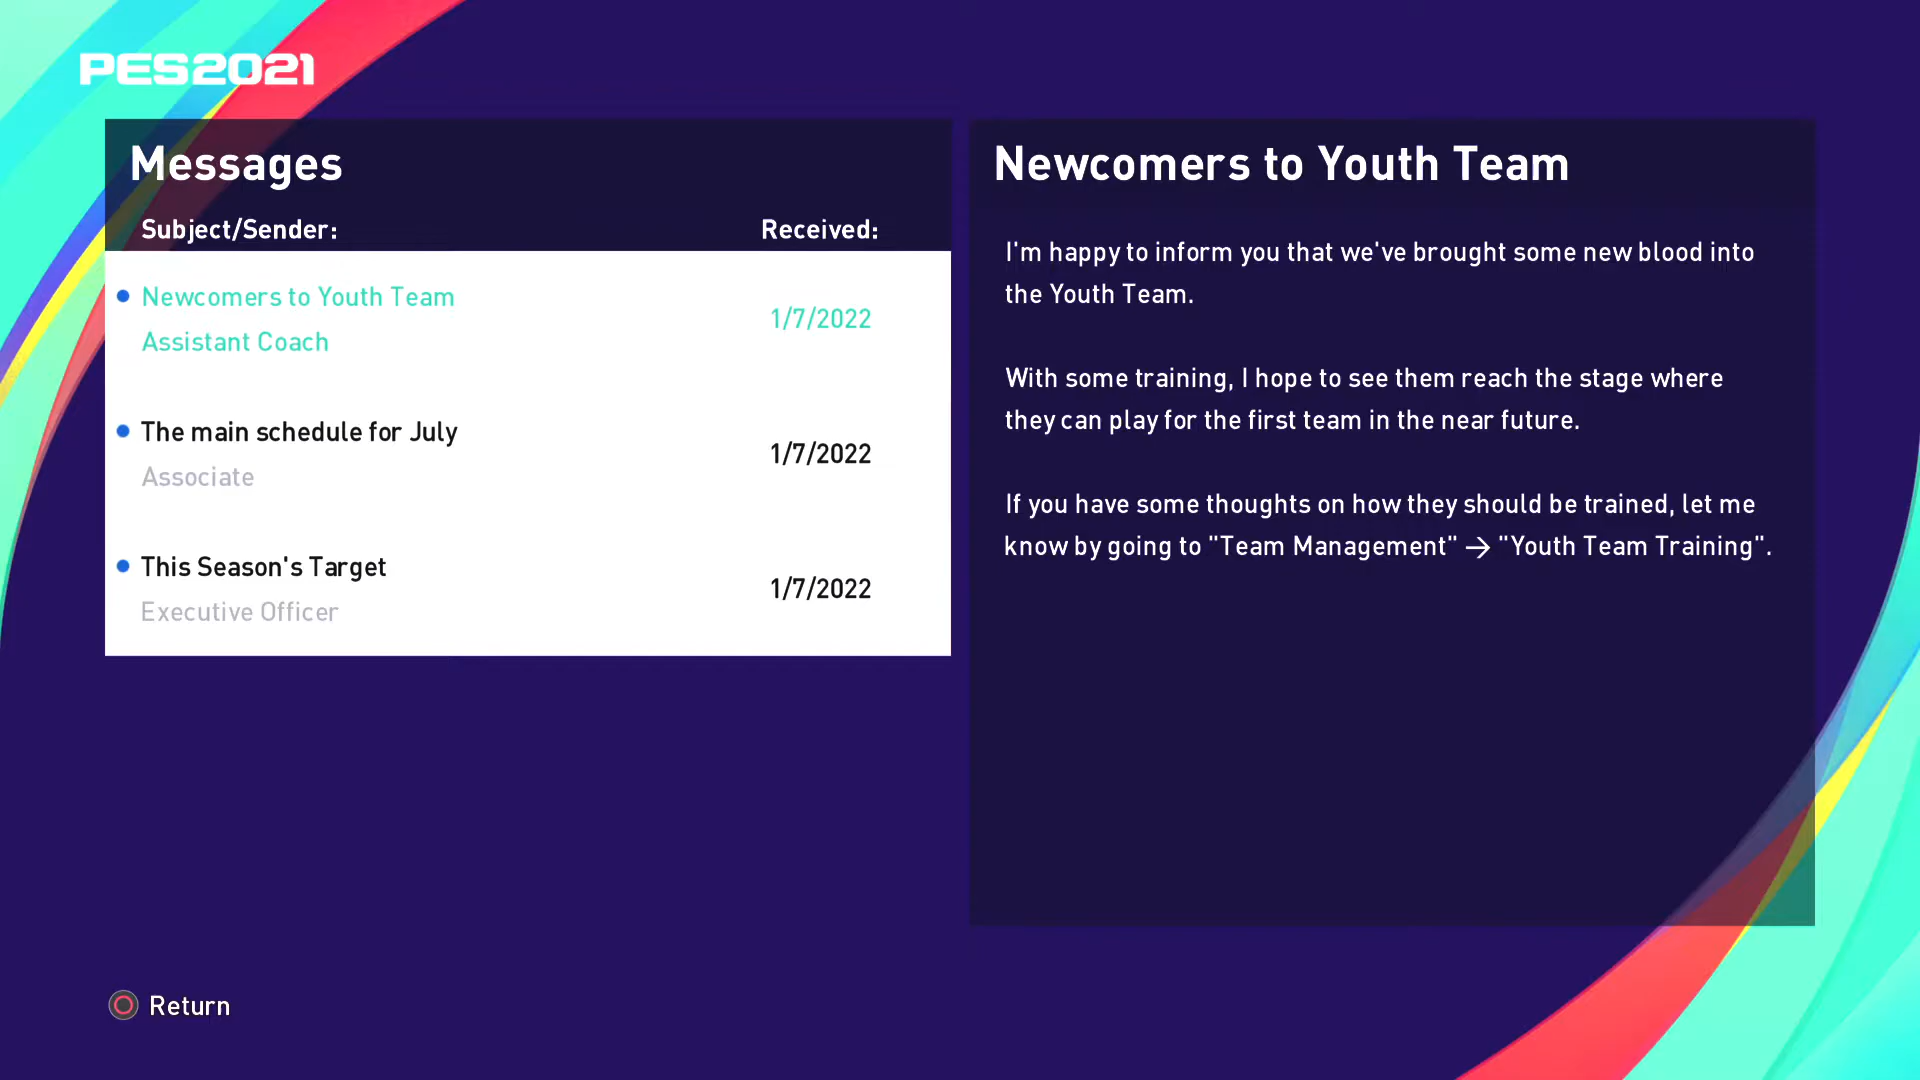 PES2021
Messages
Subject/Sender: Received:
Newcomers to Youth Team
Assistant Coach
1/7/2022
The main schedule for July
Associate
1/7/2022
This Season's Target
Executive Officer
1/7/2022
Newcomers to Youth Team
I'm happy to inform you that we've brought some new blood into
the Youth Team.
With some training, I hope to see them reach the stage where
they can play for the first team in the near future.
If you have some thoughts on how they should be trained, let me
know by going to "Team Management" → "Youth Team Training".
Return